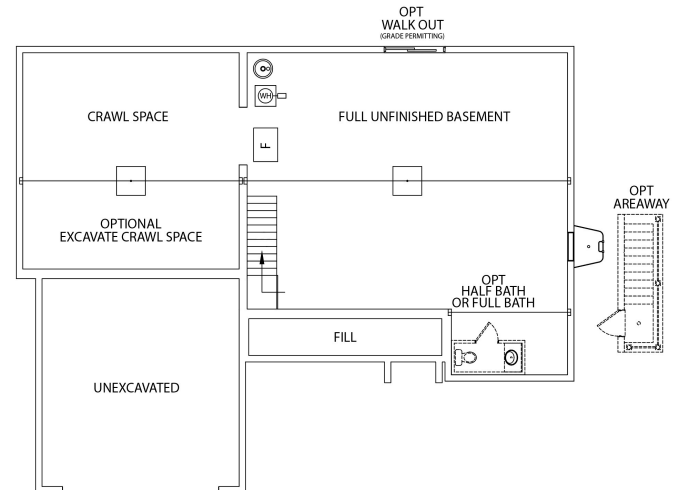 OPT
WALK OUT
(GRADE PERMITTING)
CRAWL SPACE
WH
FULL UNFINISHED BASEMENT
F
OPT
AREAWAY
OPTIONAL
EXCAVATE CRAWL SPACE
OPT
HALF BATH
OR FULL BATH
FILL
UNEXCAVATED